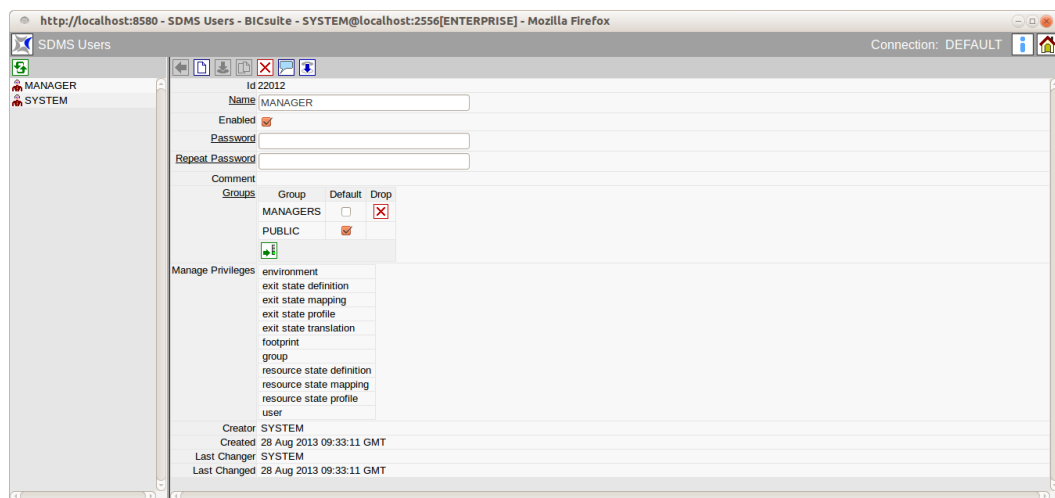 http://localhost:8580 - SDMS Users - BICsuite - SYSTEM@localhost:2556[ENTERPRISE] - Mozilla Firefox
SDMS Users
Connection: DEFAULT
MANAGER
SYSTEM
Id 22012
Name MANAGER
Enabled
Password
Repeat Password
Comment
Groups
Group Default Drop
MANAGERS
PUBLIC
Manage Privileges environment
exit state definition
exit state mapping
exit state profile
exit state translation
footprint
group
resource state definition
resource state mapping
resource state profile
user
Creator SYSTEM
Created 28 Aug 2013 09:33:11 GMT
Last Changer SYSTEM
Last Changed 28 Aug 2013 09:33:11 GMT